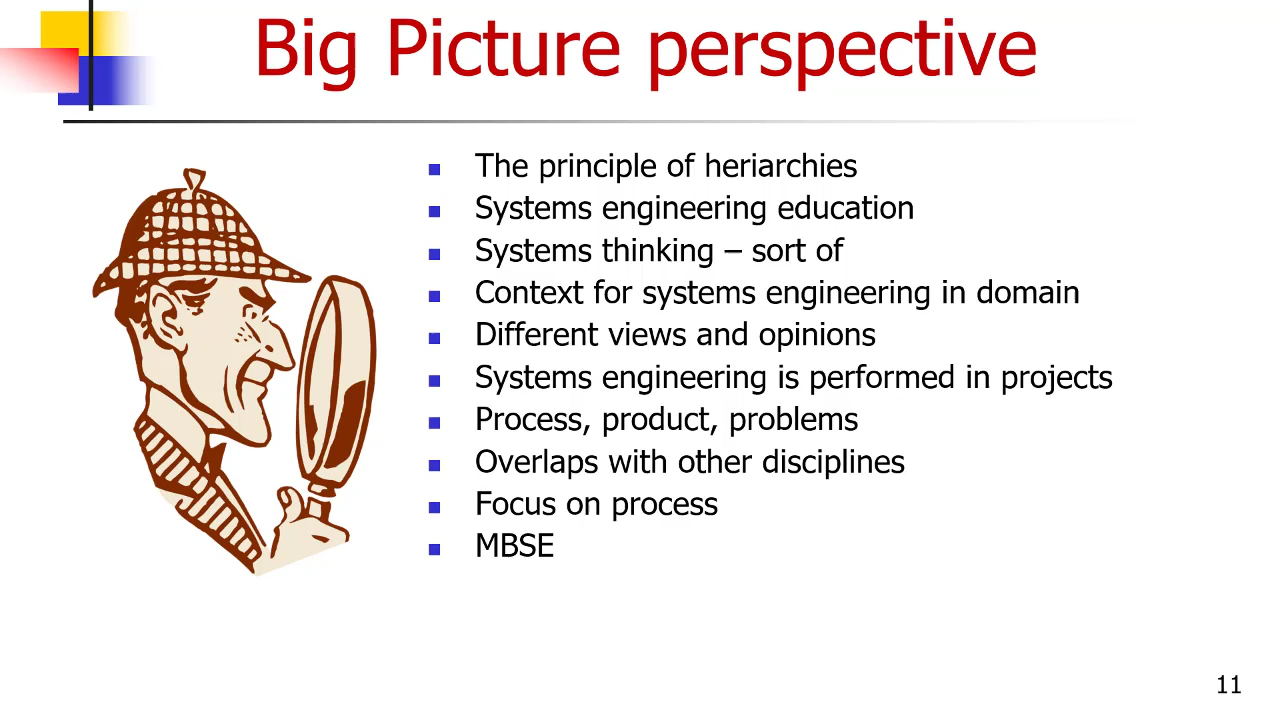 Big Picture perspective
The principle of heriarchies
Systems engineering education
Systems thinking – sort of
Context for systems engineering in domain
Different views and opinions
Systems engineering is performed in projects
Process, product, problems
Overlaps with other disciplines
Focus on process
MBSE
11